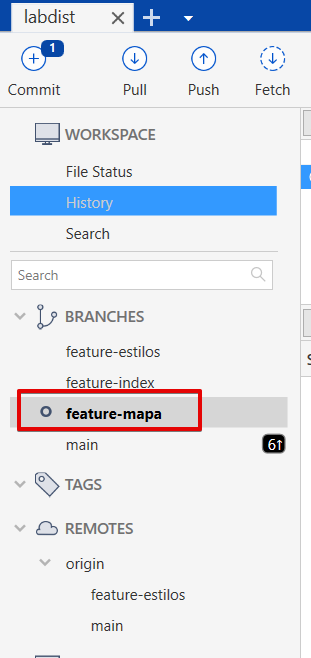 labdist
1
Commit
Pull
Push
Fetch
WORKSPACE
File Status
History
Search
Search
BRANCHES
feature-estilos
feature-index
feature-mapa
main
6↑
TAGS
REMOTES
origin
feature-estilos
main